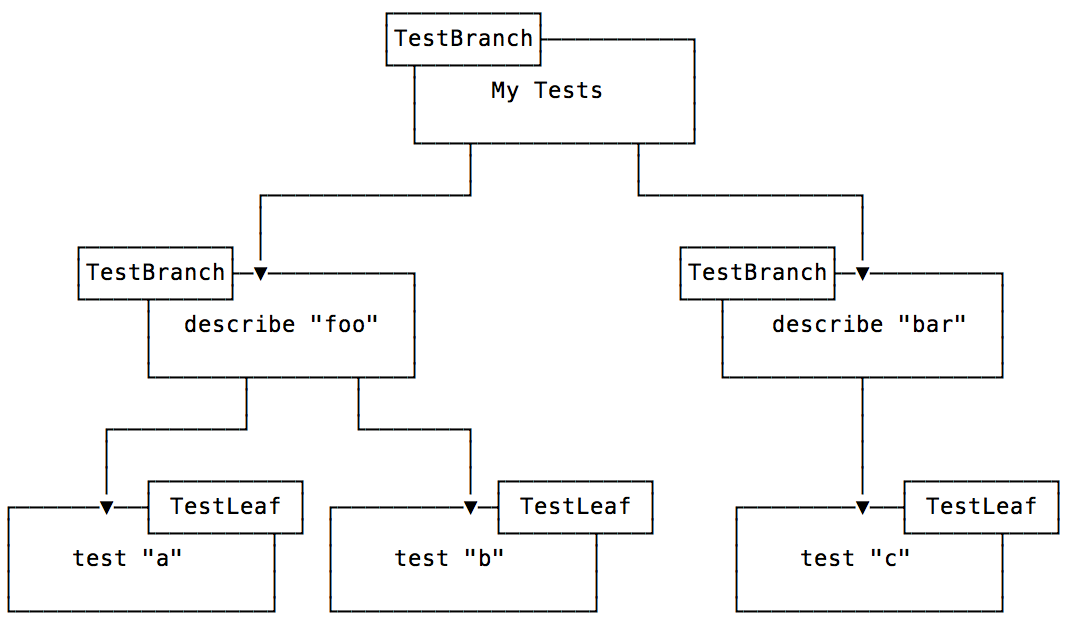 TestBranch
My Tests
TestBranch
describe "foo"
TestBranch
describe "bar"
TestLeaf
test "a"
TestLeaf
test "b"
TestLeaf
test "c"